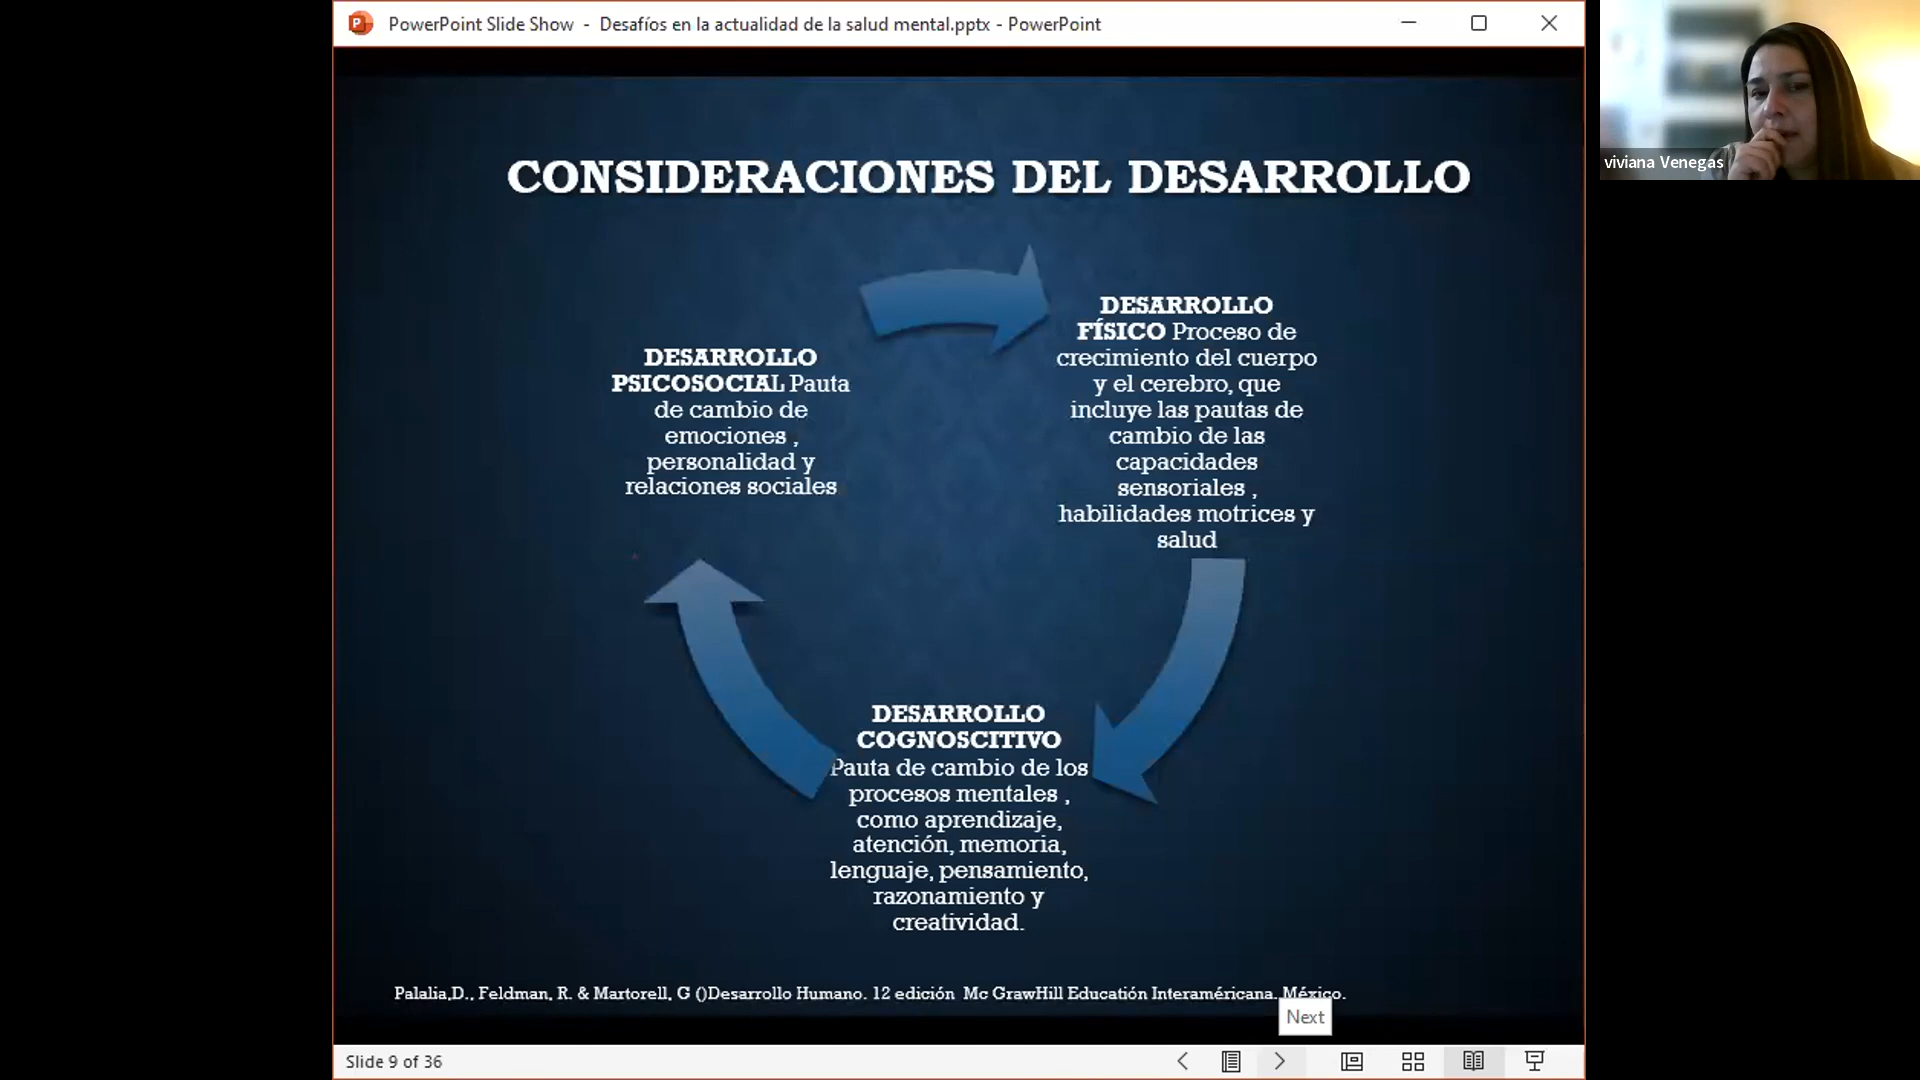 PowerPoint Slide Show - Desafíos en la actualidad de la salud mental.pptx - PowerPoint
viviana Venegas
CONSIDERACIONES DEL DESARROLLO
DESARROLLO
PSICOSOCIAL Pauta
de cambio de
emociones ,
personalidad y
relaciones sociales
DESARROLLO
FÍSICO Proceso de
crecimiento del cuerpo
y el cerebro, que
incluye las pautas de
cambio de las
capacidades
sensoriales ,
habilidades motrices y
salud
DESARROLLO
COGNOSCITIVO
Pauta de cambio de los
procesos mentales ,
como aprendizaje,
atención, memoria,
lenguaje, pensamiento,
razonamiento y
creatividad.
Palalia,D., Feldman, R. & Martorell, G ()Desarrollo Humano. 12 edición Mc GrawHill Educatión Interaméricana. México.
Next
Slide 9 of 36